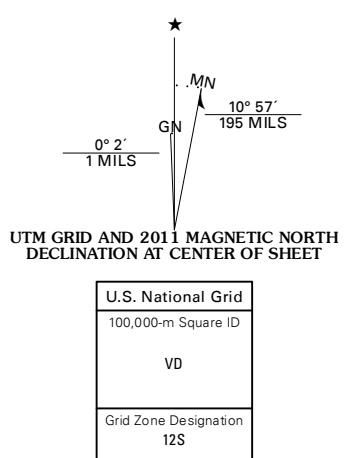 ★
MN
GN
10° 57´
195 MILS
0° 2´
1 MILS
UTM GRID AND 2011 MAGNETIC NORTH
DECLINATION AT CENTER OF SHEET
U.S. National Grid
100,000-m Square ID
VD
Grid Zone Designation
12S